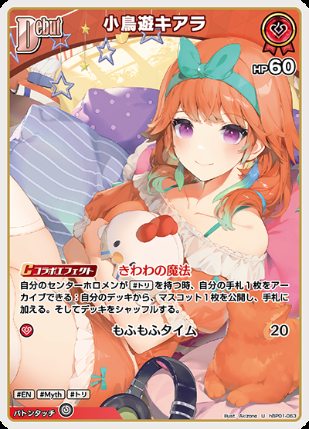 Debut
小鳥遊キアラ
HP60
コラボエフェクト きわわの魔法
自分のセンターホロメンが #トリ を持つ時、自分の手札1枚をアー
カイブできる：自分のデッキから、マスコット1枚を公開し、手札に
加える。そしてデッキをシャッフルする。
もふもふタイム 20
#EN #Myth #トリ
バトンタッチ
Illust. Akizone U hBP01-063